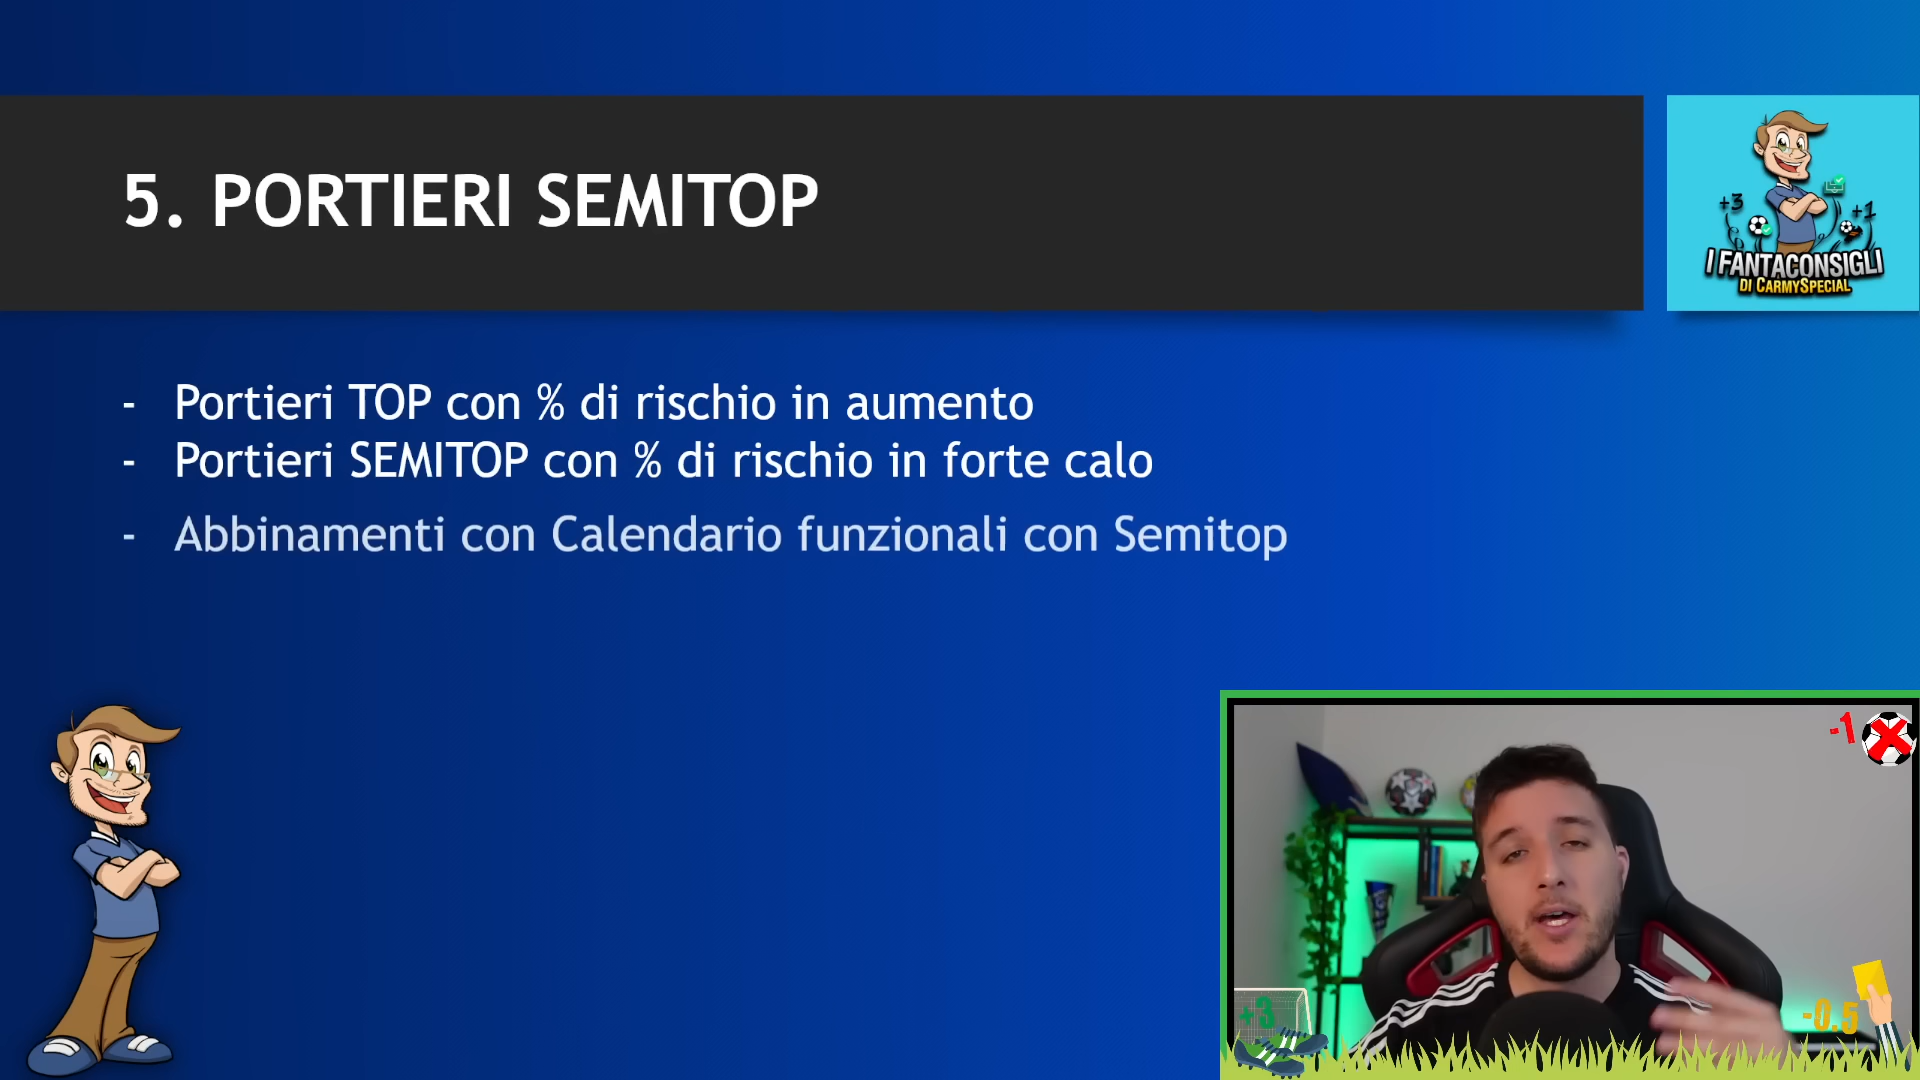 5. PORTIERI SEMITOP
+3
+1
I FANTACONSIGLI
DI CARMYSPECIAL
- Portieri TOP con % di rischio in aumento
- Portieri SEMITOP con % di rischio in forte calo
- Abbinamenti con Calendario funzionali con Semitop
-1
+3
-0.5